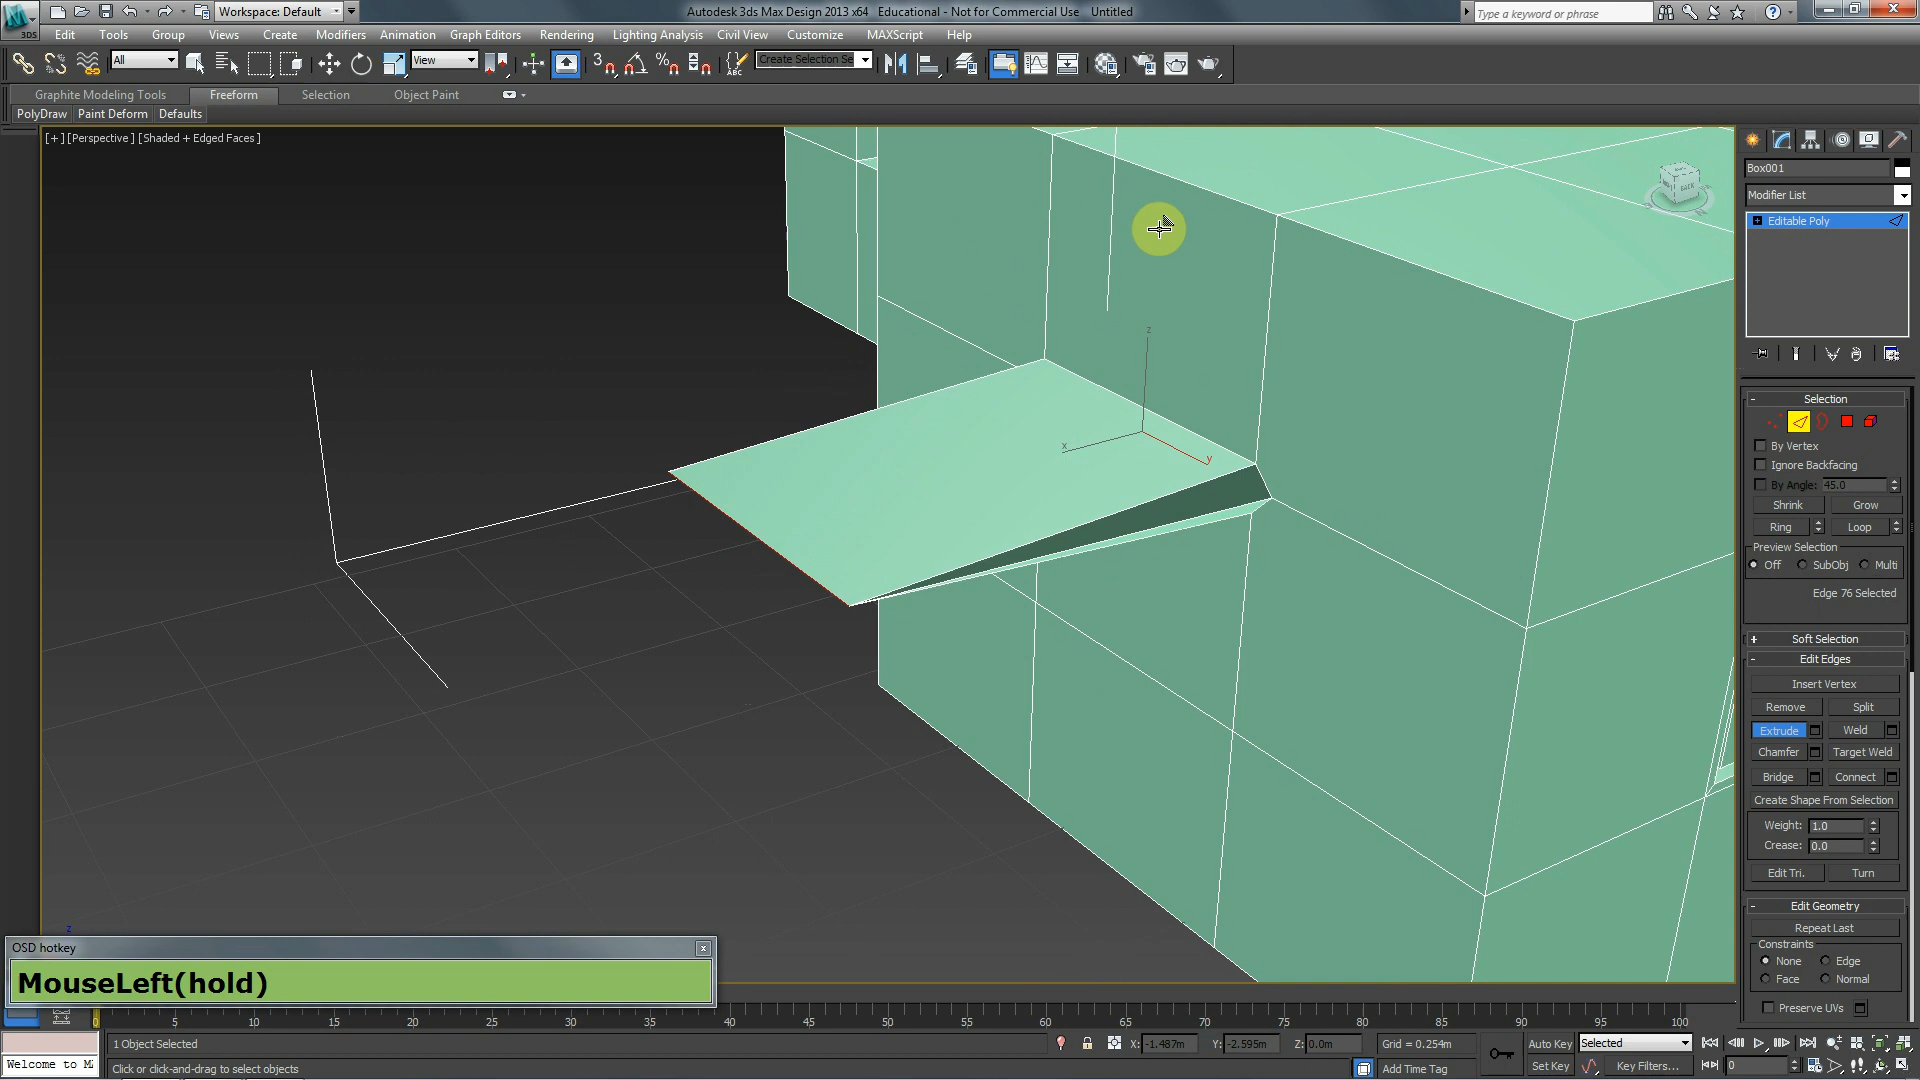 Workspace: Default
Autodesk 3ds Max Design 2013 x64 Educational - Not for Commercial Use Untitled
Type a keyword or phrase
3DS
Edit Tools Group Views Create Modifiers Animation Graph Editors Rendering Lighting Analysis Civil View Customize MAXScript Help
All
View
3
ABC
Create Selection Se
Graphite Modeling Tools Freeform Selection Object Paint
PolyDraw Paint Deform Defaults
[+] [Perspective] [Shaded + Edged Faces]
BACK
Box001
Modifier List
Editable Poly
z
x
y
Selection
By Vertex
Ignore Backfacing
By Angle: 45.0
Shrink Grow
Ring Loop
Preview Selection
Off SubObj Multi
Edge 76 Selected
Soft Selection
Edit Edges
Insert Vertex
Remove Split
Extrude Weld
Chamfer Target Weld
Bridge Connect
Create Shape From Selection
Weight: 1.0
Crease: 0.0
Edit Tri. Turn
Edit Geometry
Repeat Last
Constraints
None Edge
Face Normal
Preserve UVs
z
OSD hotkey
MouseLeft(hold)
5 10 15 20 25 30 35 40 45 50 55 60 65 70 75 80 85 90 95 100
1 Object Selected
X: -1.487m Y: -2.595m Z: 0.0m Grid = 0.254m
Auto Key Selected
Welcome to M
Click or click-and-drag to select objects
Add Time Tag
Set Key Key Filters... 0